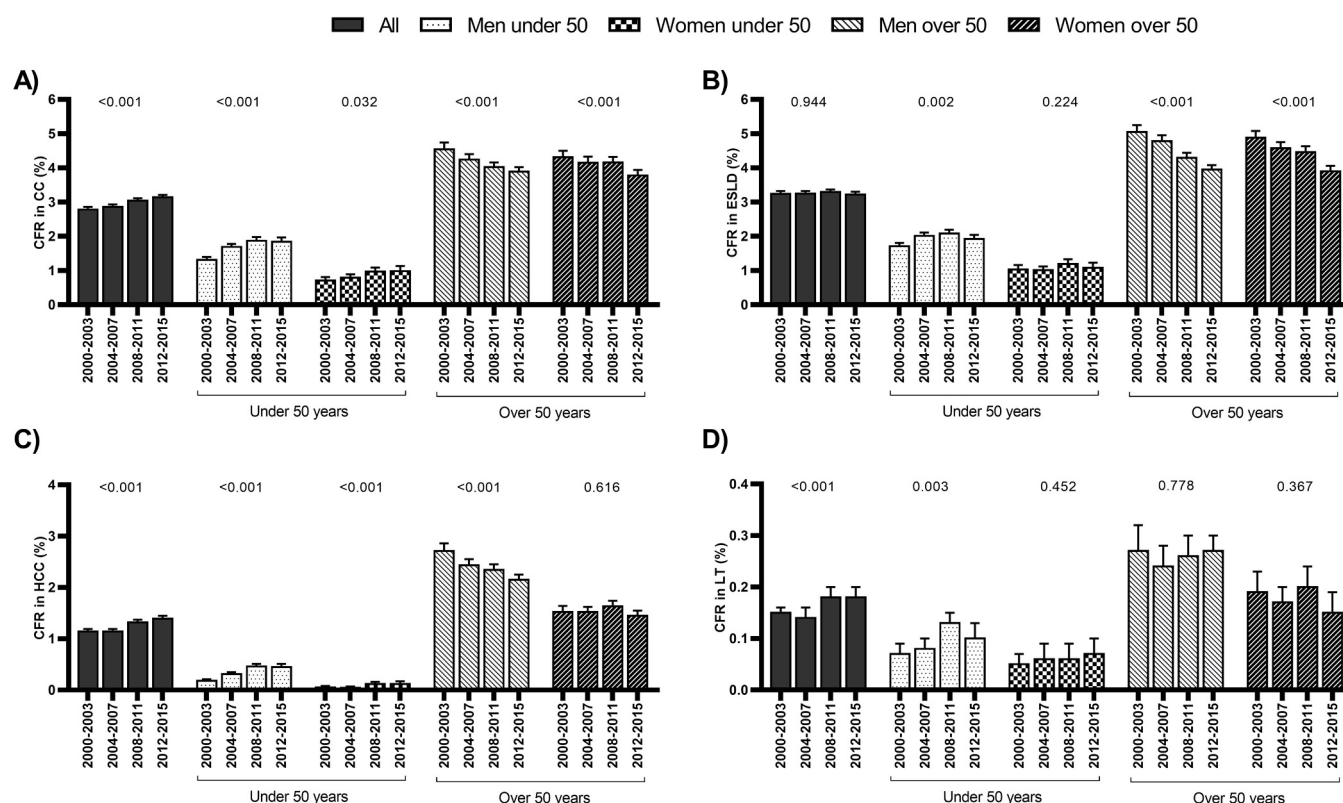 All Men under 50 Women under 50 Men over 50 Women over 50
A)
<0.001 <0.001 0.032 <0.001 <0.001
CFR in CC (%)
6
5
4
3
2
1
0
2000-2003 2004-2007 2008-2011 2012-2015 2000-2003 2004-2007 2008-2011 2012-2015 2000-2003 2004-2007 2008-2011 2012-2015 2000-2003 2004-2007 2008-2011 2012-2015 2000-2003 2004-2007 2008-2011 2012-2015
Under 50 years Over 50 years
B)
0.944 0.002 0.224 <0.001 <0.001
CFR in ESLD (%)
6
5
4
3
2
1
0
2000-2003 2004-2007 2008-2011 2012-2015 2000-2003 2004-2007 2008-2011 2012-2015 2000-2003 2004-2007 2008-2011 2012-2015 2000-2003 2004-2007 2008-2011 2012-2015 2000-2003 2004-2007 2008-2011 2012-2015
Under 50 years Over 50 years
C)
<0.001 <0.001 <0.001 <0.001 0.616
CFR in HCC (%)
4
3
2
1
0
2000-2003 2004-2007 2008-2011 2012-2015 2000-2003 2004-2007 2008-2011 2012-2015 2000-2003 2004-2007 2008-2011 2012-2015 2000-2003 2004-2007 2008-2011 2012-2015 2000-2003 2004-2007 2008-2011 2012-2015
Under 50 years Over 50 years
D)
<0.001 0.003 0.452 0.778 0.367
CFR in LT (%)
0.4
0.3
0.2
0.1
0.0
2000-2003 2004-2007 2008-2011 2012-2015 2000-2003 2004-2007 2008-2011 2012-2015 2000-2003 2004-2007 2008-2011 2012-2015 2000-2003 2004-2007 2008-2011 2012-2015 2000-2003 2004-2007 2008-2011 2012-2015
Under 50 years Over 50 years